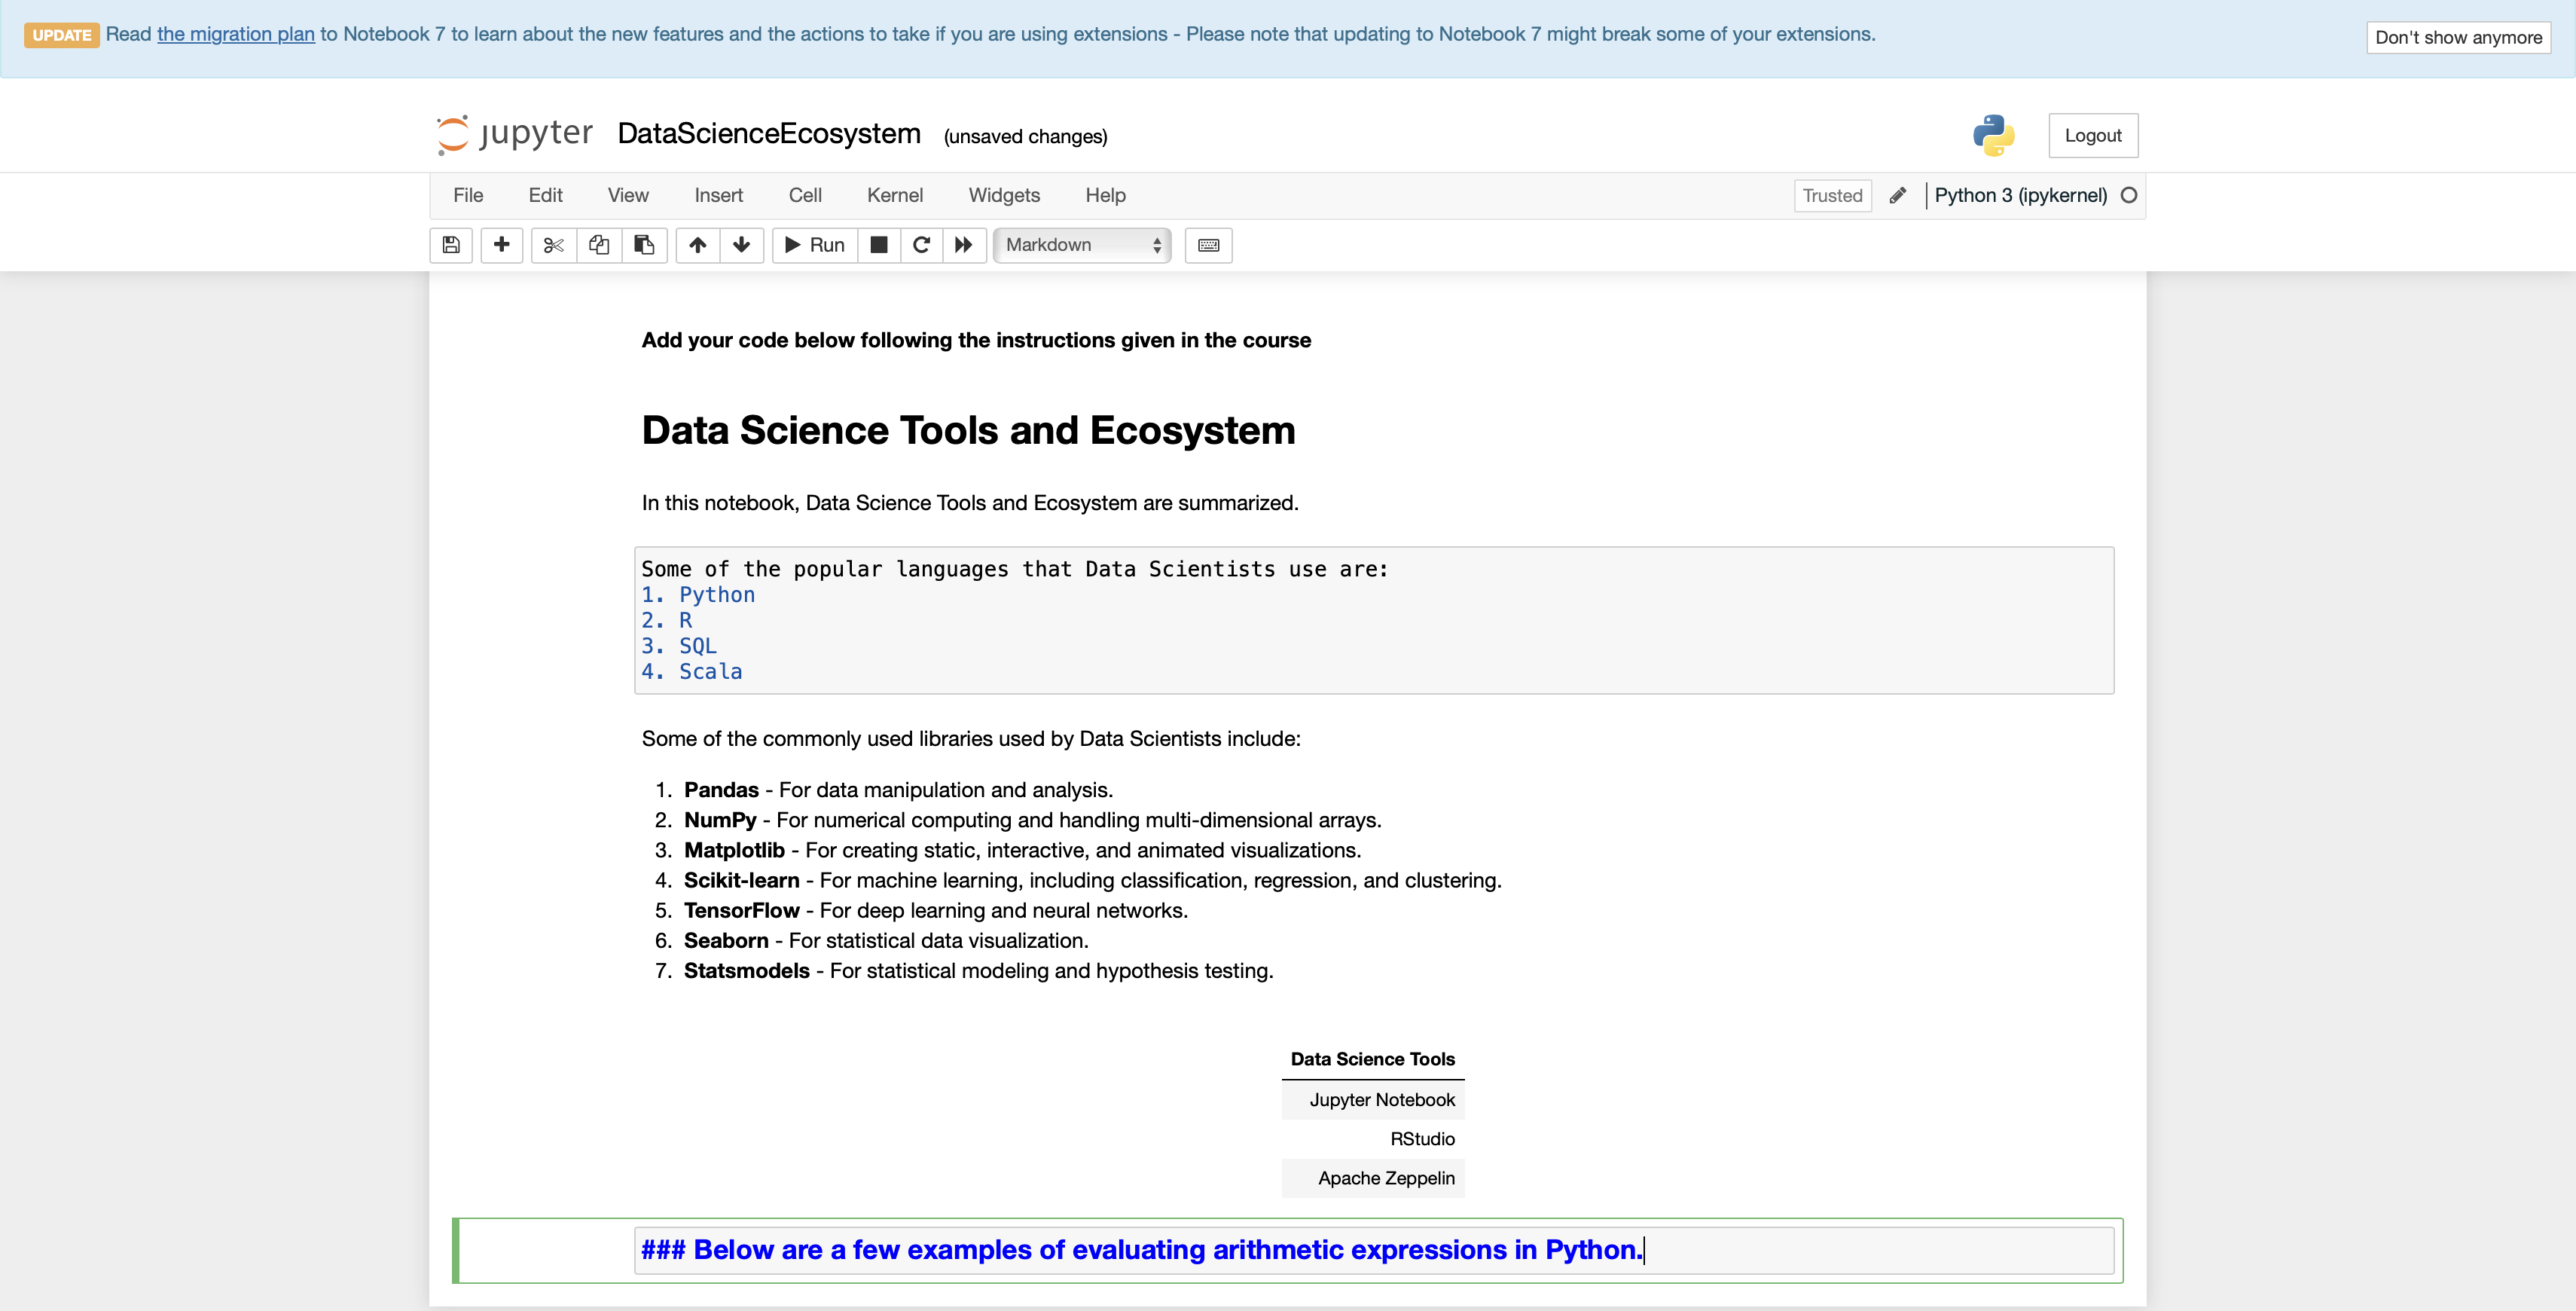 UPDATE Read the migration plan to Notebook 7 to learn about the new features and the actions to take if you are using extensions - Please note that updating to Notebook 7 might break some of your extensions.
Don't show anymore
jupyter DataScienceEcosystem (unsaved changes)
Logout
File Edit View Insert Cell Kernel Widgets Help
Trusted Python 3 (ipykernel)
Run Markdown
Add your code below following the instructions given in the course
Data Science Tools and Ecosystem
In this notebook, Data Science Tools and Ecosystem are summarized.
Some of the popular languages that Data Scientists use are:
1. Python
2. R
3. SQL
4. Scala
Some of the commonly used libraries used by Data Scientists include:
1. Pandas - For data manipulation and analysis.
2. NumPy - For numerical computing and handling multi-dimensional arrays.
3. Matplotlib - For creating static, interactive, and animated visualizations.
4. Scikit-learn - For machine learning, including classification, regression, and clustering.
5. TensorFlow - For deep learning and neural networks.
6. Seaborn - For statistical data visualization.
7. Statsmodels - For statistical modeling and hypothesis testing.
Data Science Tools
Jupyter Notebook
RStudio
Apache Zeppelin
### Below are a few examples of evaluating arithmetic expressions in Python.